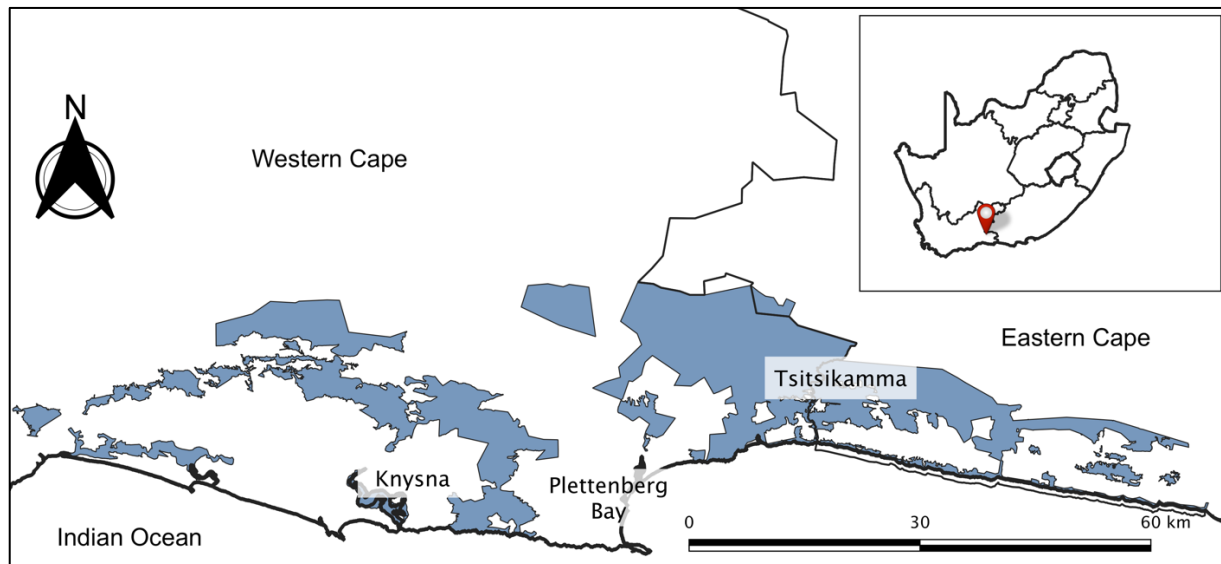 N
Western Cape
Eastern Cape
Tsitsikamma
Knysna
Plettenberg
Bay
Indian Ocean
0
30
60 km